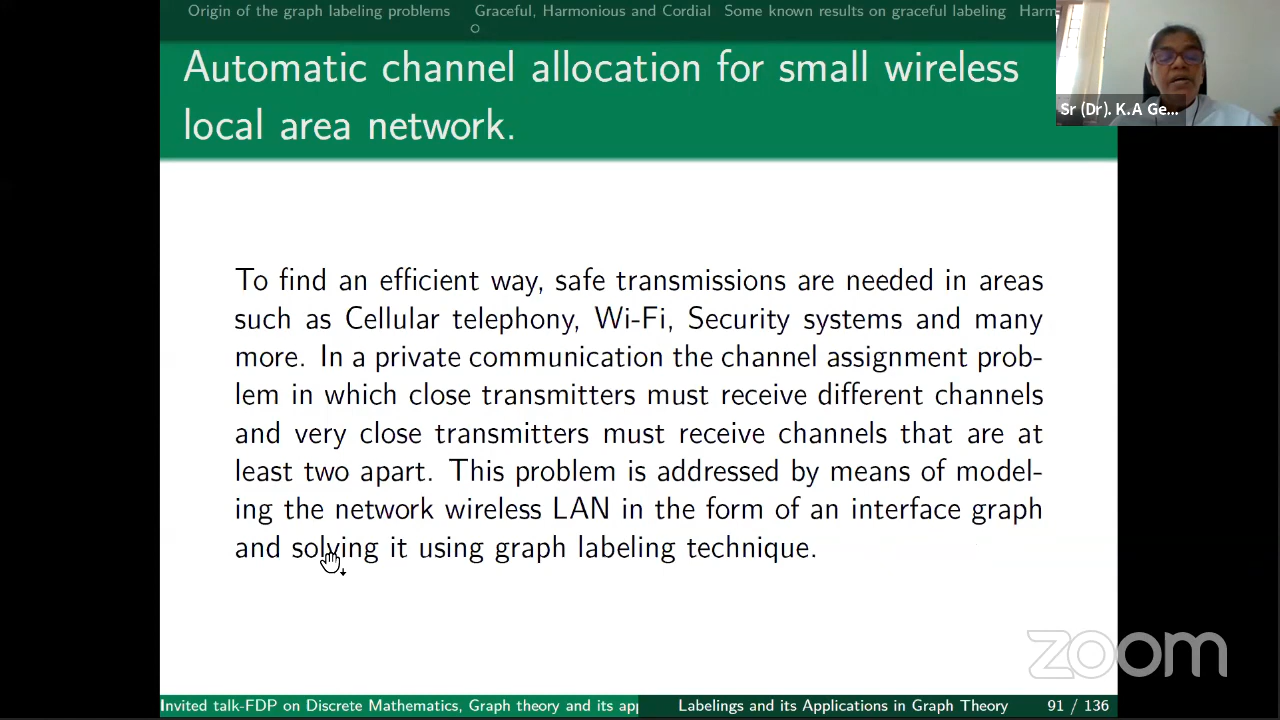 Origin of the graph labeling problems Graceful, Harmonious and Cordial Some known results on graceful labeling Harm
Automatic channel allocation for small wireless
local area network.
Sr (Dr). K.A Ge...
To find an efficient way, safe transmissions are needed in areas
such as Cellular telephony, Wi-Fi, Security systems and many
more. In a private communication the channel assignment prob-
lem in which close transmitters must receive different channels
and very close transmitters must receive channels that are at
least two apart. This problem is addressed by means of model-
ing the network wireless LAN in the form of an interface graph
and solving it using graph labeling technique.
zoom
Invited talk-FDP on Discrete Mathematics, Graph theory and its app Labelings and its Applications in Graph Theory 91 / 136